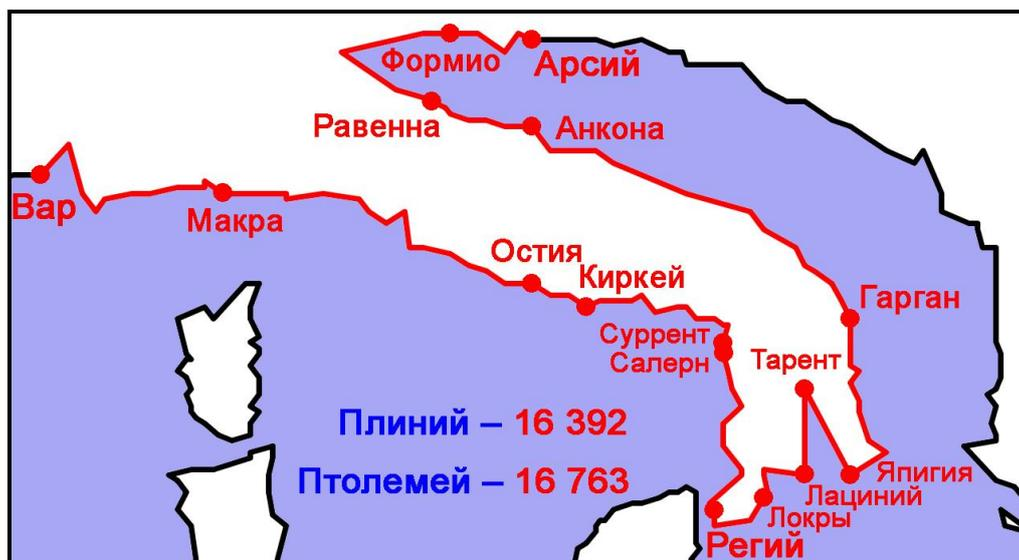 Формио
Арсий
Равенна
Анкона
Вар
Макра
Остия
Киркей
Гарган
Суррент
Салерн
Тарент
Плиний – 16 392
Птолемей – 16 763
Япигия
Лациний
Локры
Регий